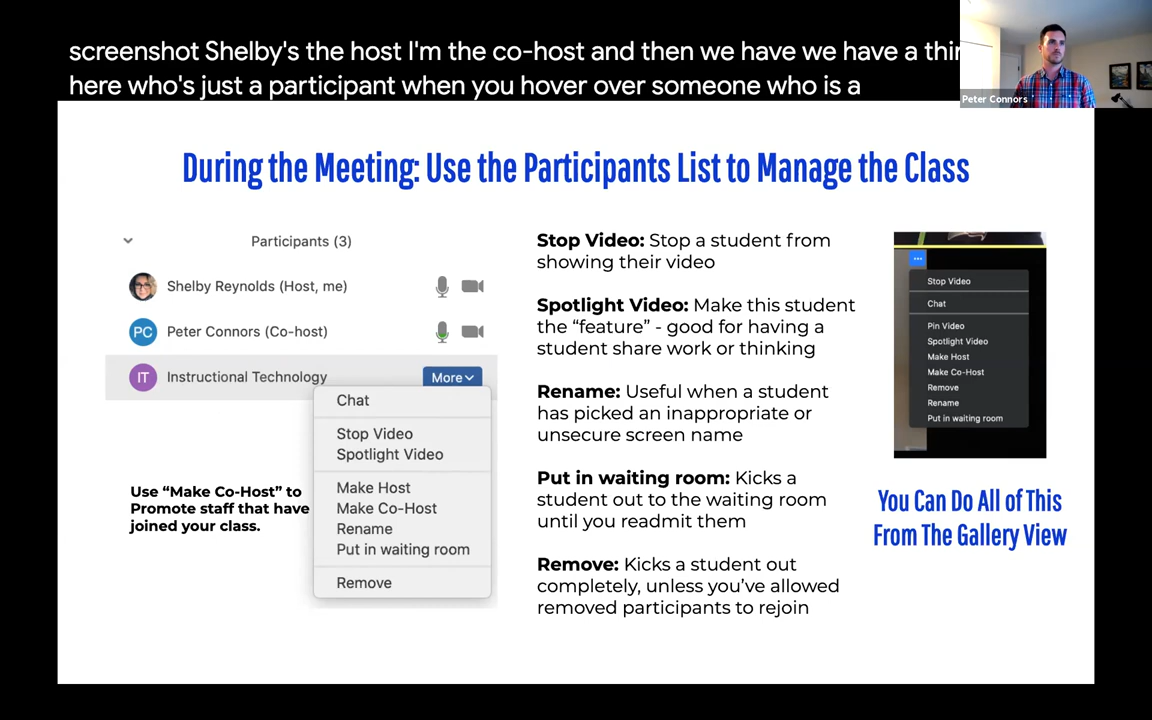 screenshot Shelby's the host I'm the co-host and then we have we have a
here who's just a participant when you hover over someone who is a
Peter Connors
During the Meeting: Use the Participants List to Manage the Class
Participants (3)
Shelby Reynolds (Host, me)
PC Peter Connors (Co-host)
IT Instructional Technology More
Chat
Stop Video
Spotlight Video
Make Host
Make Co-Host
Rename
Put in waiting room
Remove
Use “Make Co-Host” to
Promote staff that have
joined your class.
Stop Video: Stop a student from
showing their video
Spotlight Video: Make this student
the “feature” - good for having a
student share work or thinking
Rename: Useful when a student
has picked an inappropriate or
unsecure screen name
Put in waiting room: Kicks a
student out to the waiting room
until you readmit them
Remove: Kicks a student out
completely, unless you’ve allowed
removed participants to rejoin
Stop Video
Chat
Pin Video
Spotlight Video
Make Host
Make Co-Host
Remove
Rename
Put in waiting room
You Can Do All of This
From The Gallery View